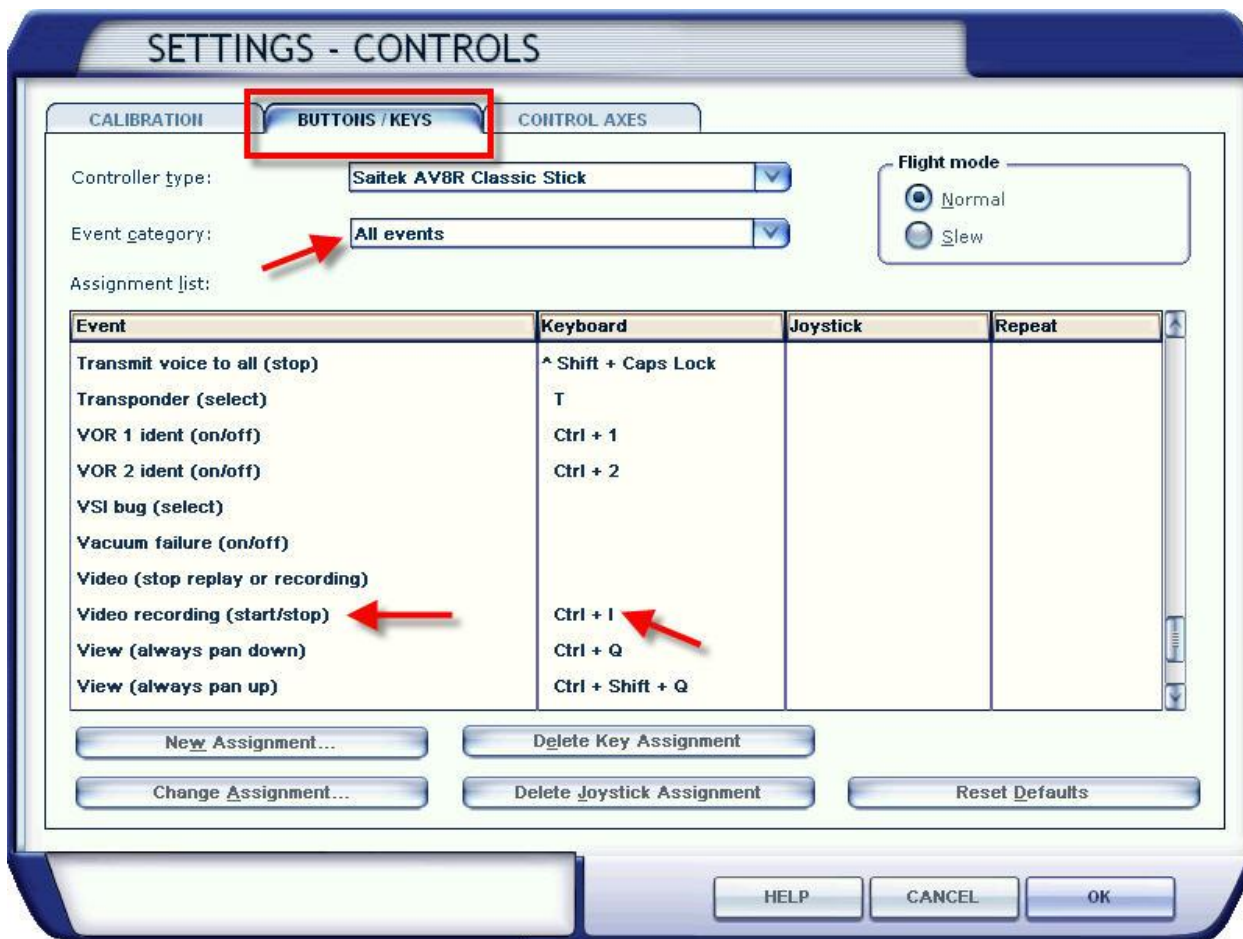 SETTINGS - CONTROLS
CALIBRATION BUTTONS / KEYS CONTROL AXES
Controller type: Saitek AV8R Classic Stick
Flight mode
Normal
Event category: All events
Slew
Assignment list:
Event Keyboard Joystick Repeat
Transmit voice to all (stop) ^ Shift + Caps Lock
Transponder (select) T
VOR 1 ident (on/off) Ctrl + 1
VOR 2 ident (on/off) Ctrl + 2
VSI bug (select)
Vacuum failure (on/off)
Video (stop replay or recording)
Video recording (start/stop) Ctrl + I
View (always pan down) Ctrl + Q
View (always pan up) Ctrl + Shift + Q
New Assignment... Delete Key Assignment
Change Assignment... Delete Joystick Assignment Reset Defaults
HELP CANCEL OK